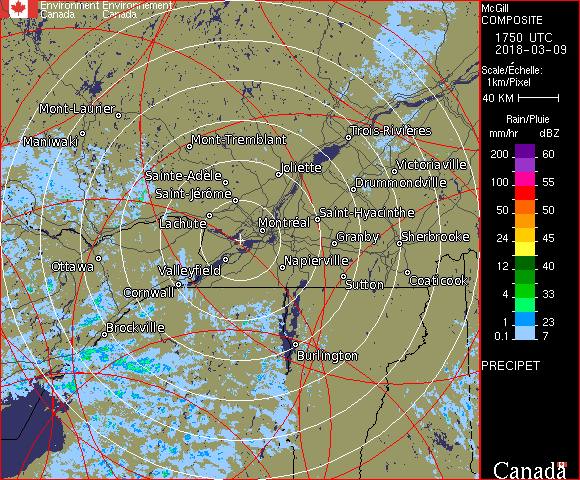 Environment Environnement
Canada Canada
McGill
COMPOSITE
1750 UTC
2018-03-09
Scale/Échelle:
1km/Pixel
40 KM
Rain/Pluie
mm/hr dBZ
200 60
150 55
100 55
50 50
24 45
12 40
4 33
1 23
0.1 7
PRECIPET
Canada
Mont-Laurier
Maniwaki
Mont-Tremblant
Trois-Rivières
Sainte-Adèle
Joliette
Victoriaville
Saint-Jérôme
Drummondville
Lachute
Saint-Hyacinthe
Montréal
Granby
Sherbrooke
Ottawa
Valleyfield
Napierville
Cornwall
Sutton
Coaticook
Brockville
Burlington